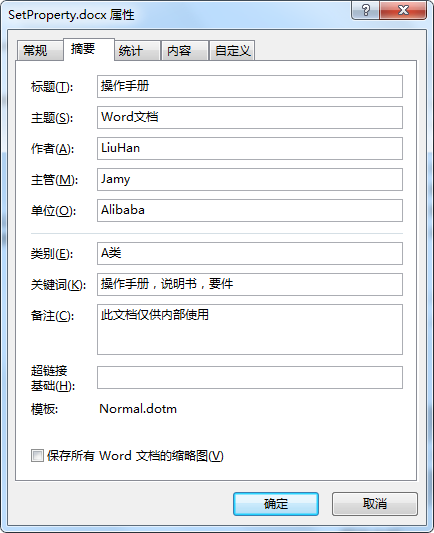 SetProperty.docx 属性
常规 摘要 统计 内容 自定义
标题(T): 操作手册
主题(S): Word文档
作者(A): LiuHan
主管(M): Jamy
单位(O): Alibaba
类别(E): A类
关键词(K): 操作手册，说明书，要件
备注(C): 此文档仅供内部使用
超链接
基础(H):
模板: Normal.dotm
保存所有 Word 文档的缩略图(V)
确定 取消